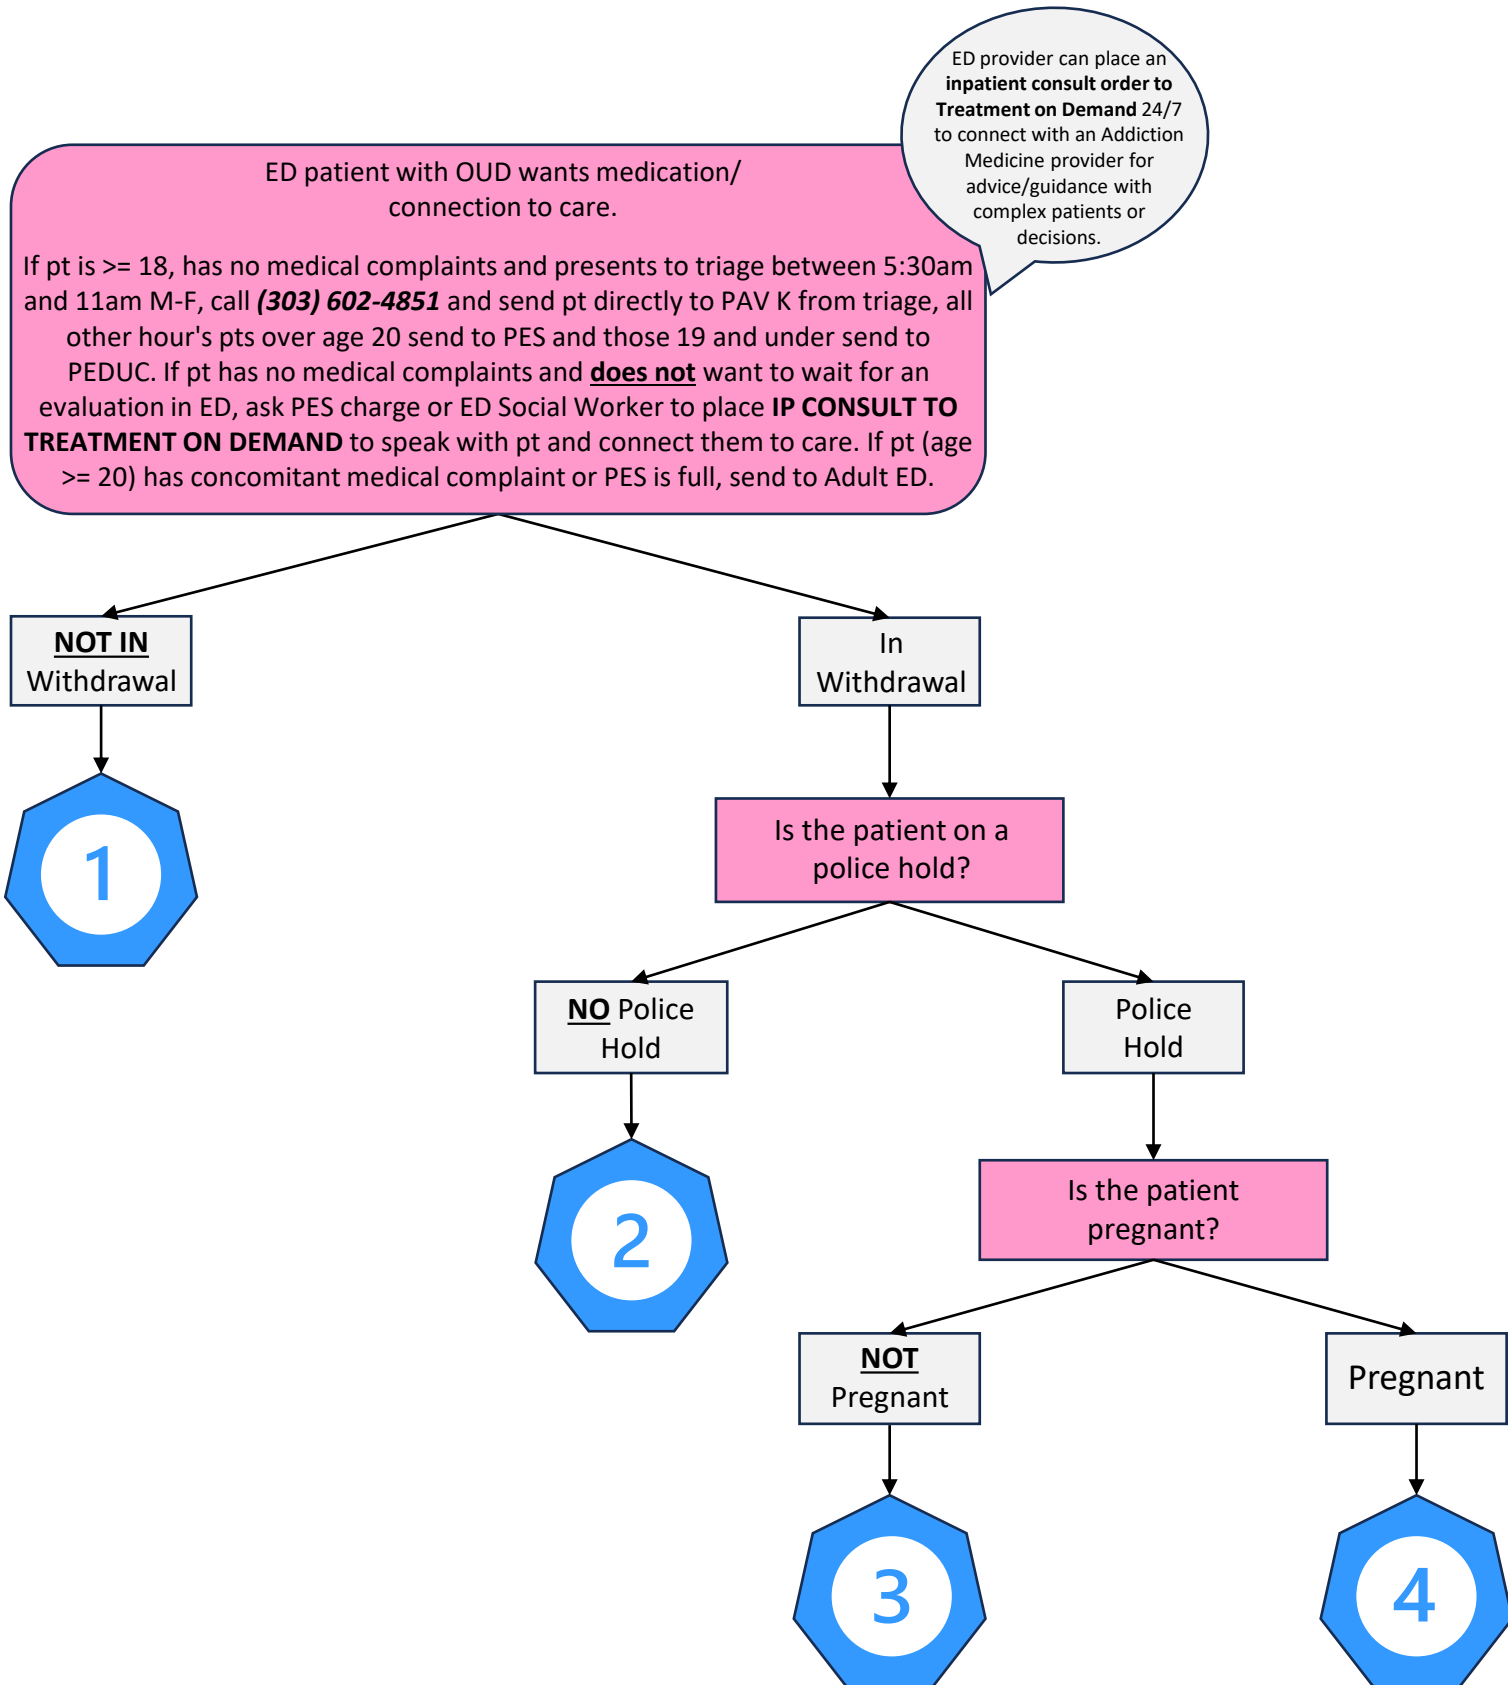 ED provider can place an
inpatient consult order to
Treatment on Demand 24/7
to connect with an Addiction
Medicine provider for
advice/guidance with
complex patients or
decisions.
ED patient with OUD wants medication/
connection to care.
If pt is >= 18, has no medical complaints and presents to triage between 5:30am
and 11am M-F, call (303) 602-4851 and send pt directly to PAV K from triage, all
other hour's pts over age 20 send to PES and those 19 and under send to
PEDUC. If pt has no medical complaints and does not want to wait for an
evaluation in ED, ask PES charge or ED Social Worker to place IP CONSULT TO
TREATMENT ON DEMAND to speak with pt and connect them to care. If pt (age
>= 20) has concomitant medical complaint or PES is full, send to Adult ED.
NOT IN
Withdrawal
In
Withdrawal
1
Is the patient on a
police hold?
NO Police
Hold
Police
Hold
2
Is the patient
pregnant?
NOT
Pregnant
Pregnant
3
4